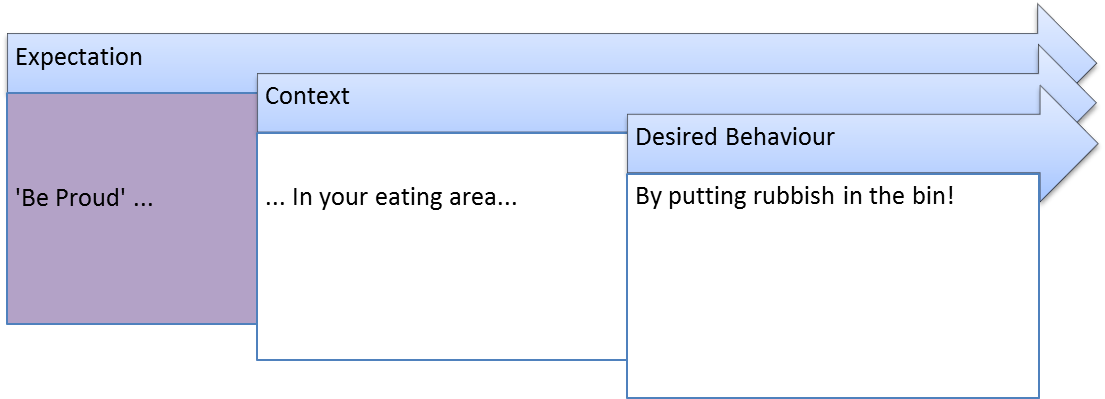 Expectation
Context
Desired Behaviour
'Be Proud' ...
... In your eating area...
By putting rubbish in the bin!